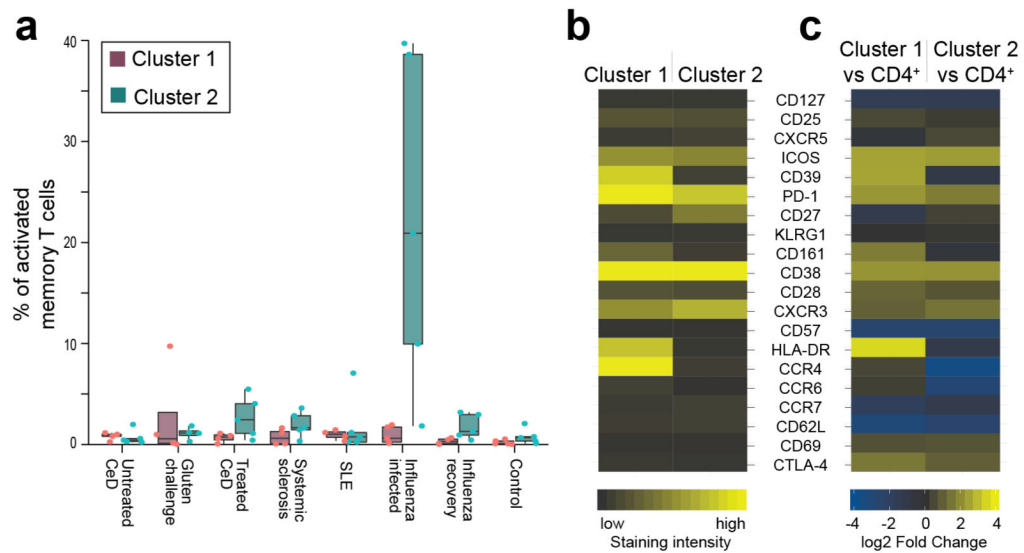 a
% of activated
memrory T cells
40
30
20
10
0
Cluster 1
Cluster 2
Untreated
CeD
Gluten
challenge
Treated
CeD
Systemic
sclerosis
SLE
Influenza
infected
Influenza
recovery
Control
b
Cluster 1
Cluster 2
CD127
CD25
CXCR5
ICOS
CD39
PD-1
CD27
KLRG1
CD161
CD38
CD28
CXCR3
CD57
HLA-DR
CCR4
CCR6
CCR7
CD62L
CD69
CTLA-4
low
high
Staining intensity
c
Cluster 1
vs CD4⁺
Cluster 2
vs CD4⁺
-4 -2 0 2 4
log2 Fold Change